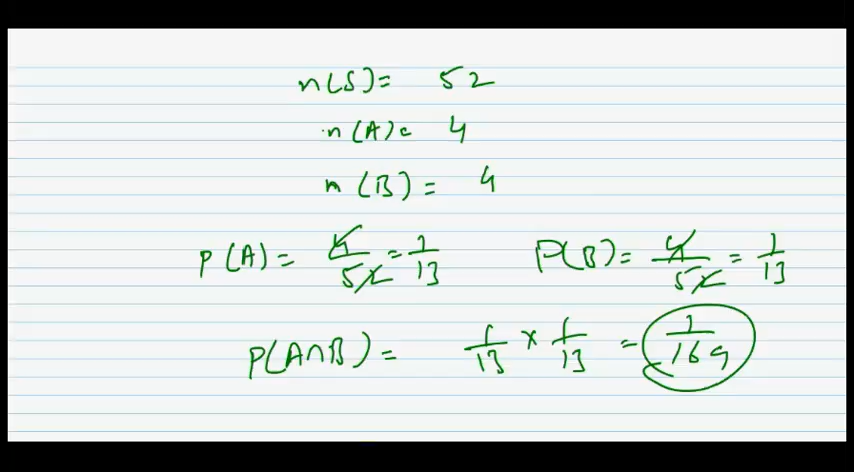 n(S) = 52
n(A) = 4
n(B) = 4
P(A) = 4/52 = 1/13 P(B) = 4/52 = 1/13
P(A∩B) = 1/13 × 1/13 = 1/169